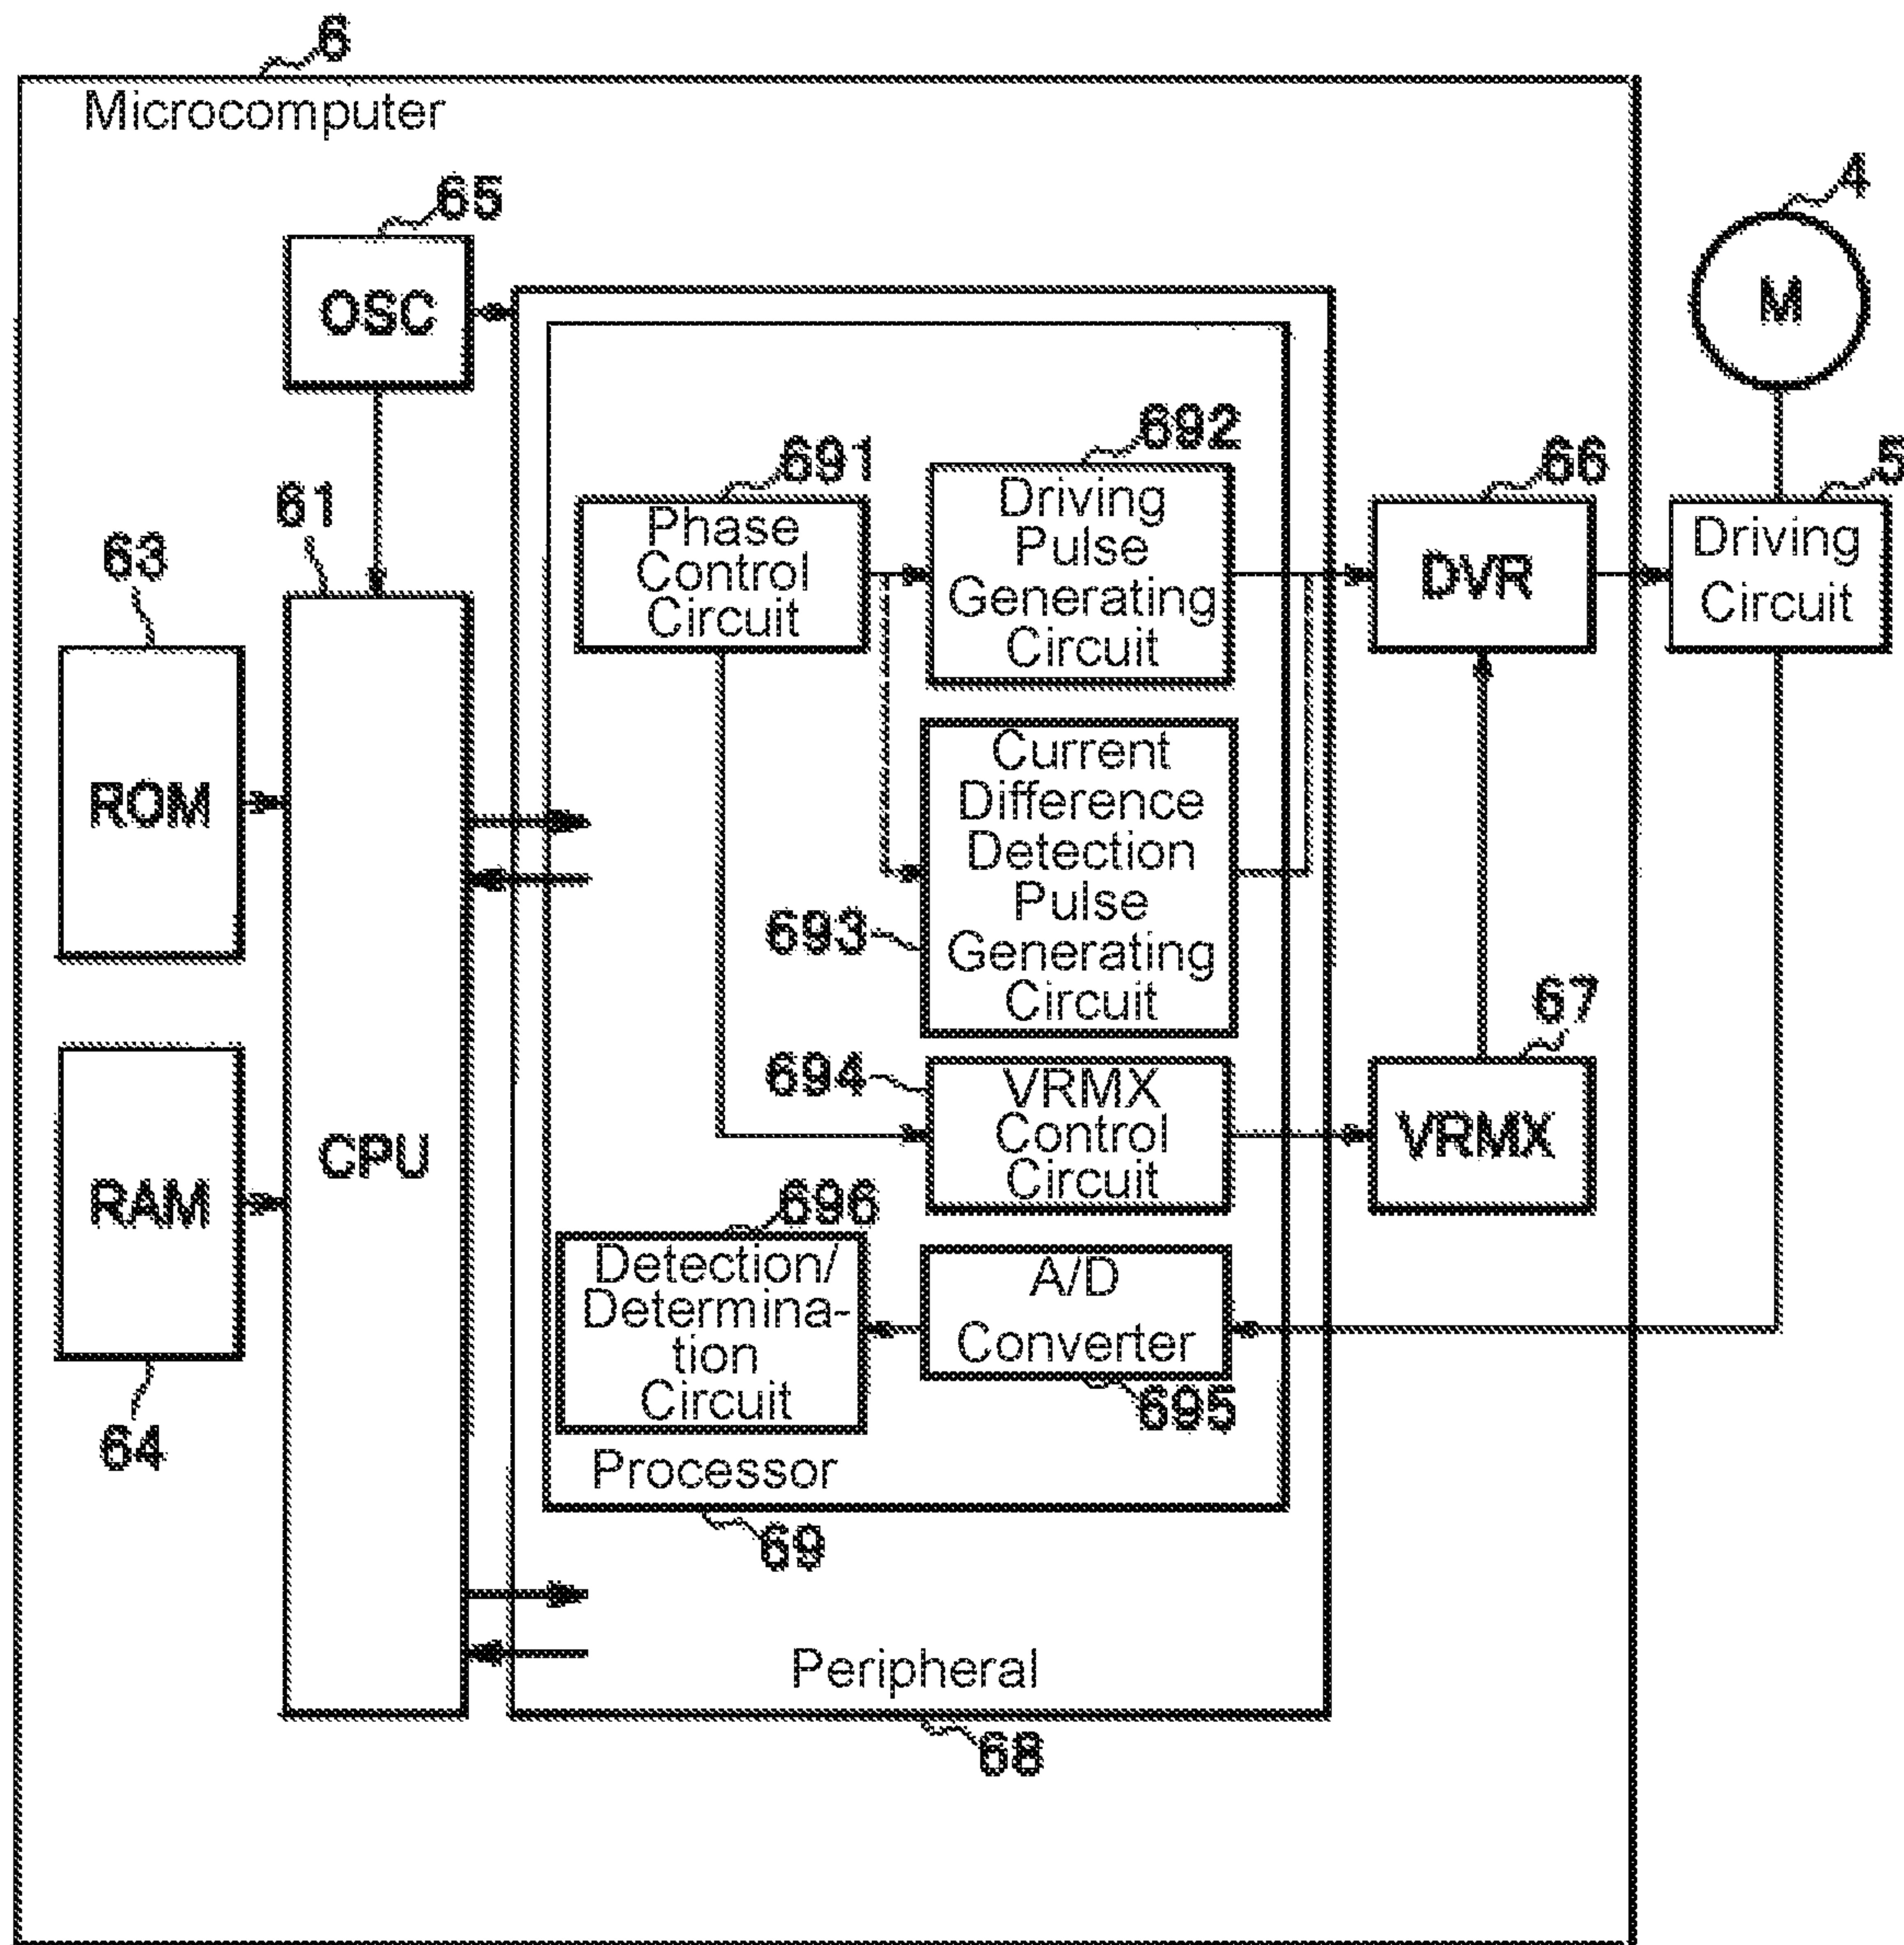 6
Microcomputer
65
OSC
4
M
61
63
ROM
CPU
RAM
64
691
Phase
Control
Circuit
692
Driving
Pulse
Generating
Circuit
66
DVR
5
Driving
Circuit
Current
Difference
Detection
Pulse
Generating
Circuit
693
694
VRMX
Control
Circuit
67
VRMX
696
Detection/
Determina-
tion
Circuit
A/D
Converter
695
Processor
69
Peripheral
68